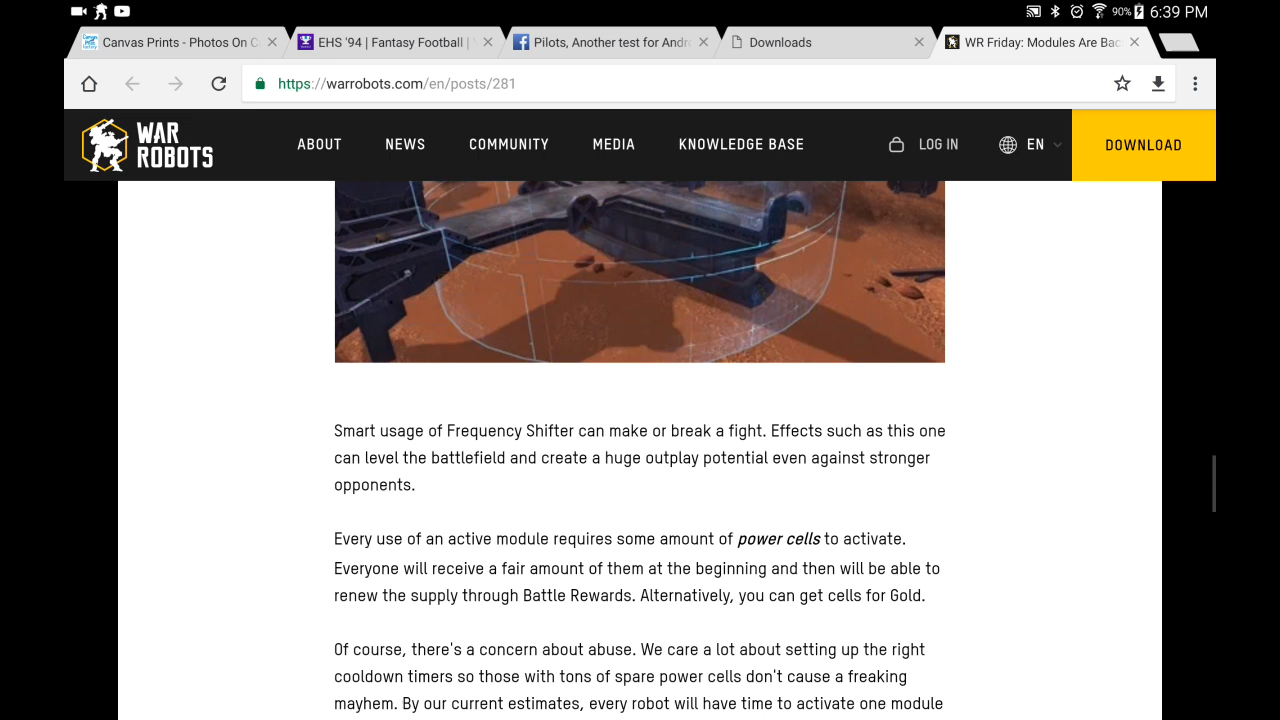 90% 6:39 PM
Canvas Prints - Photos On C
EHS '94 | Fantasy Football |
Pilots, Another test for Andr
Downloads
WR Friday: Modules Are Bac
https://warrobots.com/en/posts/281
WAR
ROBOTS
ABOUT NEWS COMMUNITY MEDIA KNOWLEDGE BASE LOG IN EN DOWNLOAD
Smart usage of Frequency Shifter can make or break a fight. Effects such as this one
can level the battlefield and create a huge outplay potential even against stronger
opponents.
Every use of an active module requires some amount of power cells to activate.
Everyone will receive a fair amount of them at the beginning and then will be able to
renew the supply through Battle Rewards. Alternatively, you can get cells for Gold.
Of course, there's a concern about abuse. We care a lot about setting up the right
cooldown timers so those with tons of spare power cells don't cause a freaking
mayhem. By our current estimates, every robot will have time to activate one module